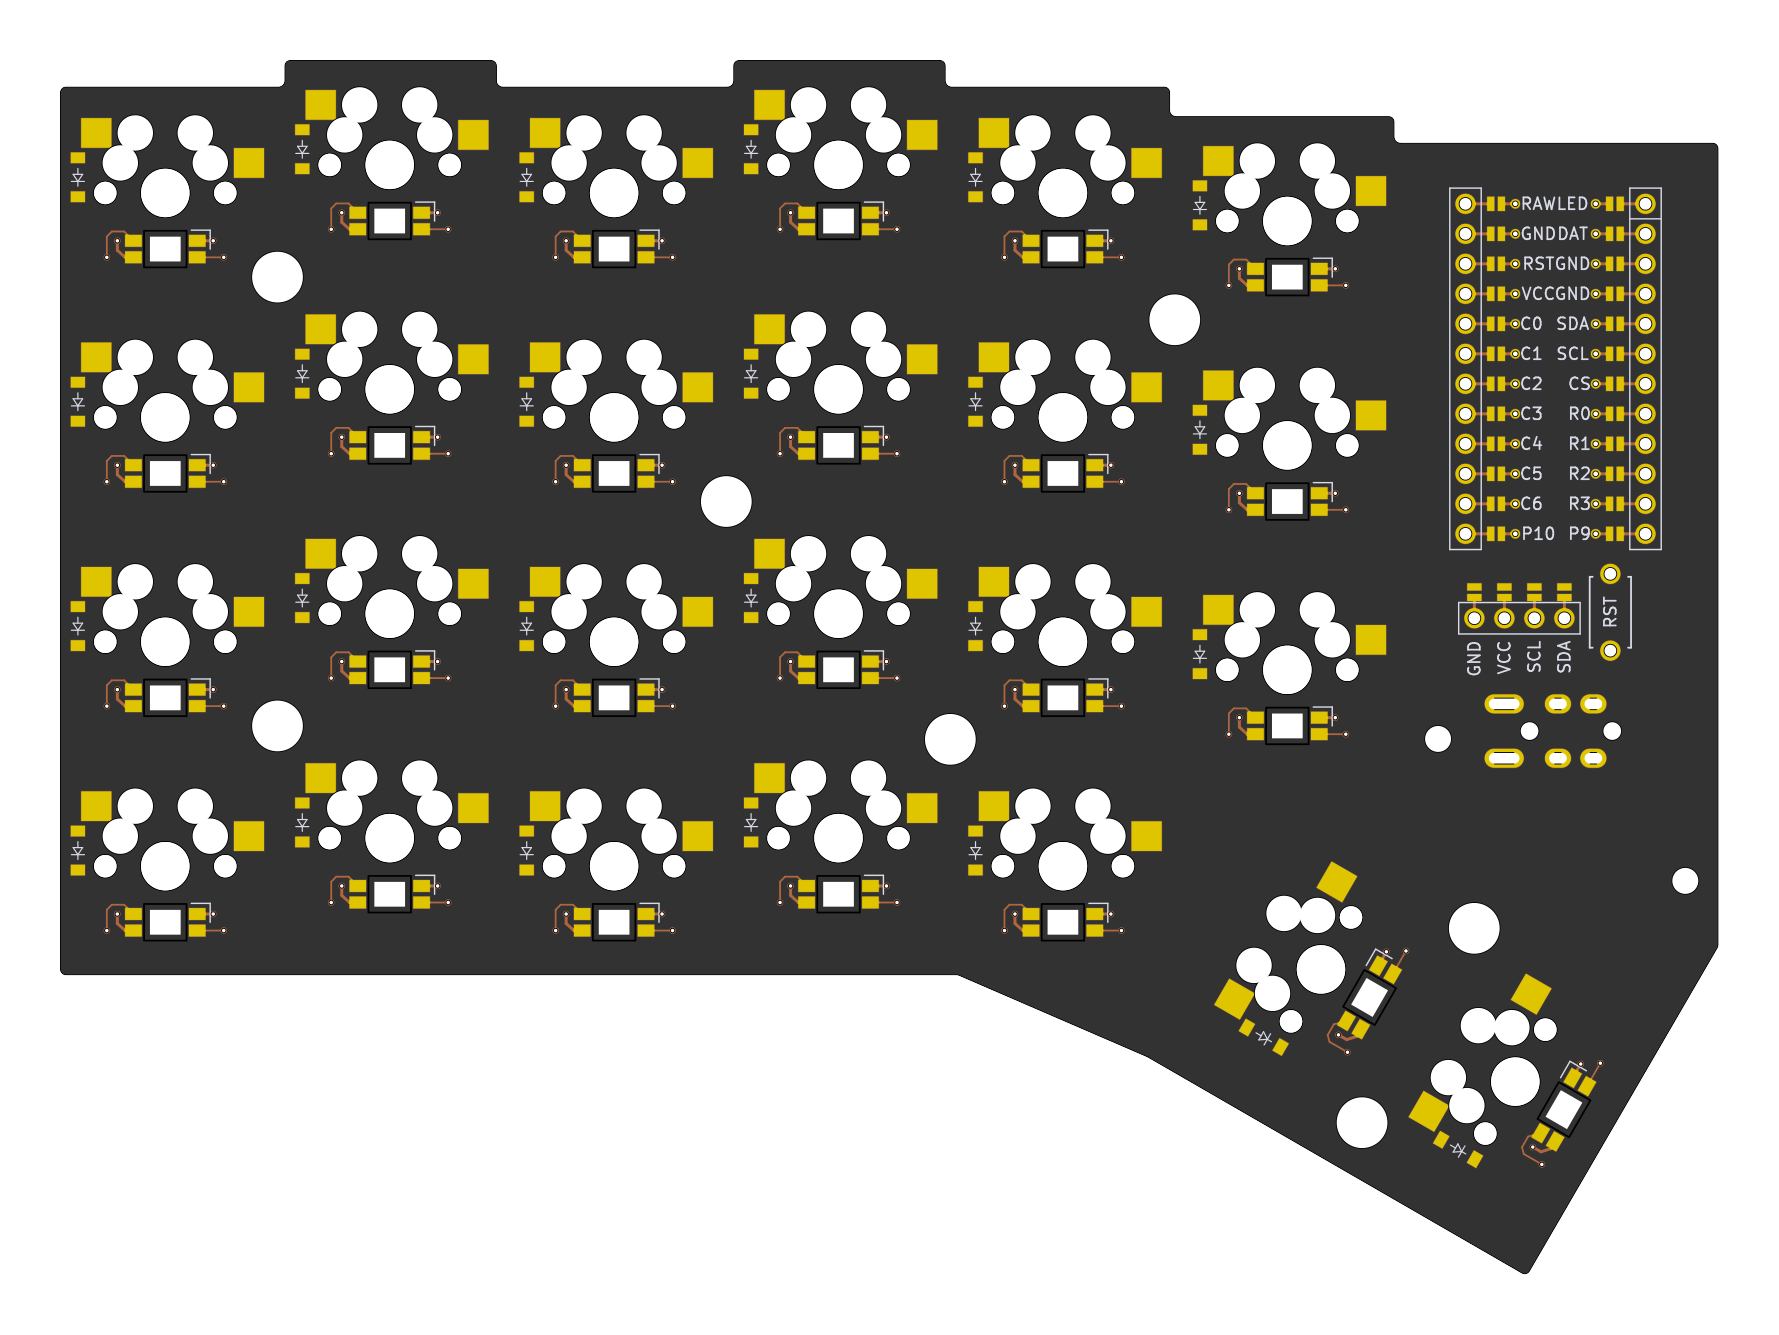 RAW LED
GND DAT
RST GND
VCC GND
C0 SDA
C1 SCL
C2 CS
C3 R0
C4 R1
C5 R2
C6 R3
P10 P9
RST
GND VCC SCL SDA